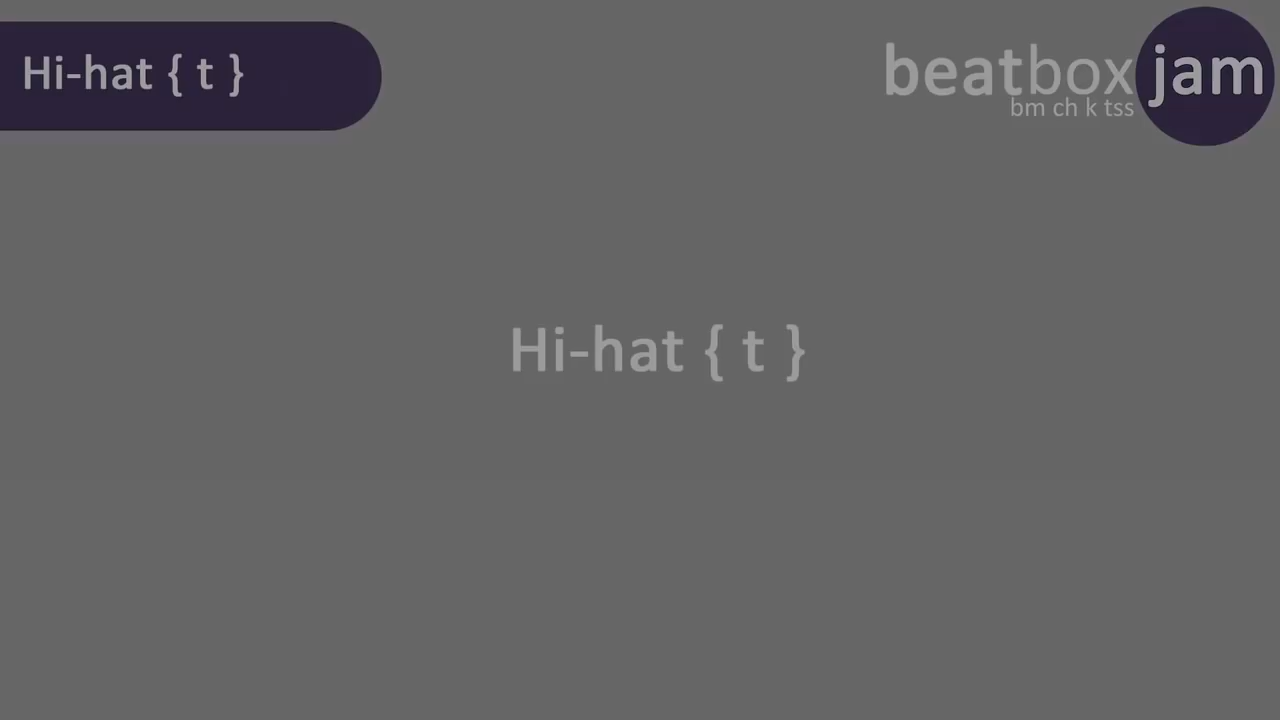 Hi-hat { t }
beatbox jam
bm ch k tss
Hi-hat { t }